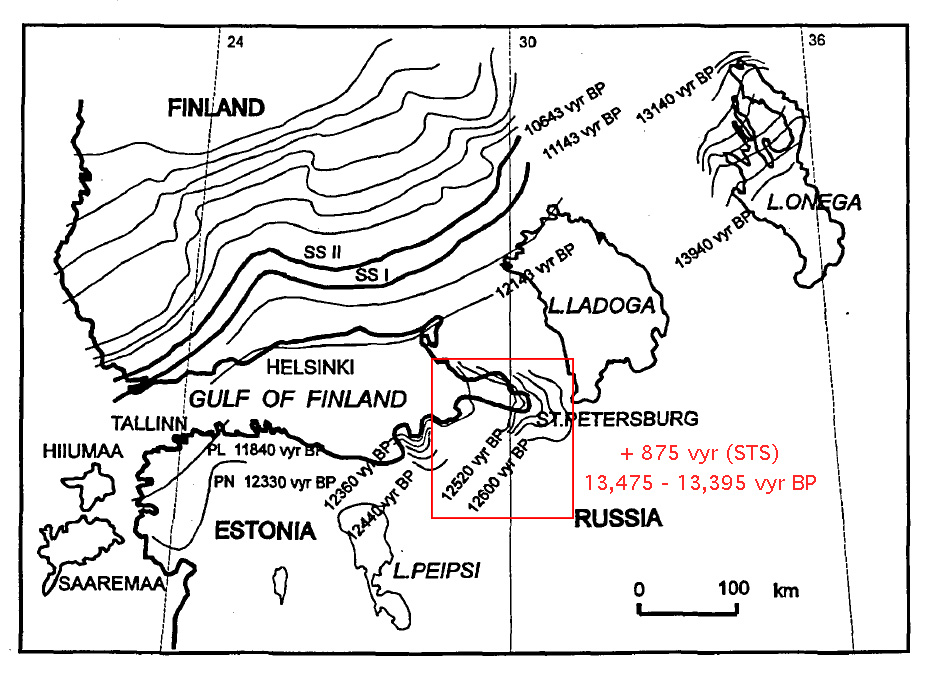 24
30
36
FINLAND
10643 vyr BP
11143 vyr BP
13140 vyr BP
L.ONEGA
13940 vyr BP
SS II
SS I
12143 vyr BP
L.LADOGA
HELSINKI
GULF OF FINLAND
TALLINN
ST.PETERSBURG
HIIUMAA
PL 11840 vyr BP
PN 12330 vyr BP
12360 vyr BP
12440 vyr BP
12520 vyr BP
12600 vyr BP
+ 875 vyr (STS)
13,475 - 13,395 vyr BP
ESTONIA
RUSSIA
L.PEIPSI
SAAREMAA
0 100 km